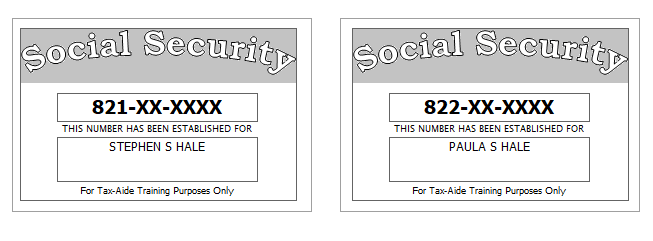 Social Security
821-XX-XXXX
THIS NUMBER HAS BEEN ESTABLISHED FOR
STEPHEN S HALE
For Tax-Aide Training Purposes Only
Social Security
822-XX-XXXX
THIS NUMBER HAS BEEN ESTABLISHED FOR
PAULA S HALE
For Tax-Aide Training Purposes Only